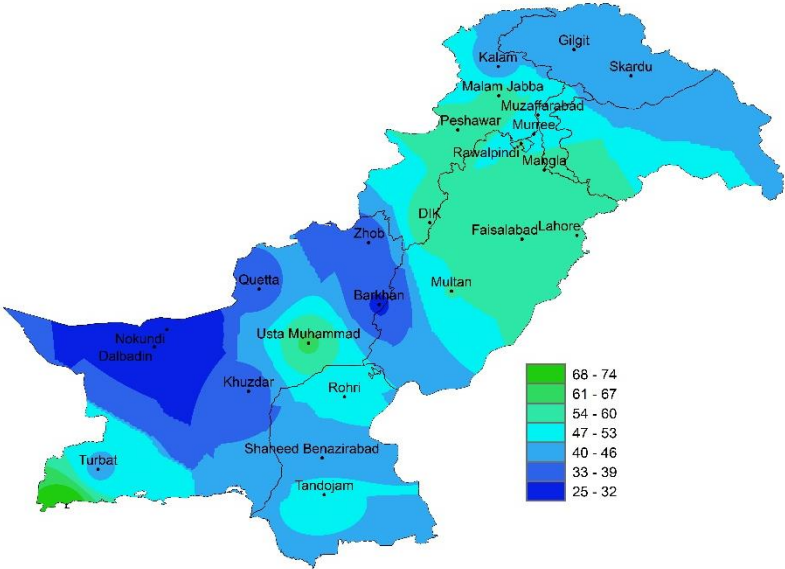 Gilgit
Kalam
Skardu
Malam Jabba
Muzaffarabad
Peshawar
Murree
Rawalpindi
Mangla
DIK
Faisalabad
Lahore
Zhob
Quetta
Multan
Barkhan
Nokundi
Usta Muhammad
Dalbadin
Khuzdar
Rohri
Shaheed Benazirabad
Turbat
Tandojam
68 - 74
61 - 67
54 - 60
47 - 53
40 - 46
33 - 39
25 - 32